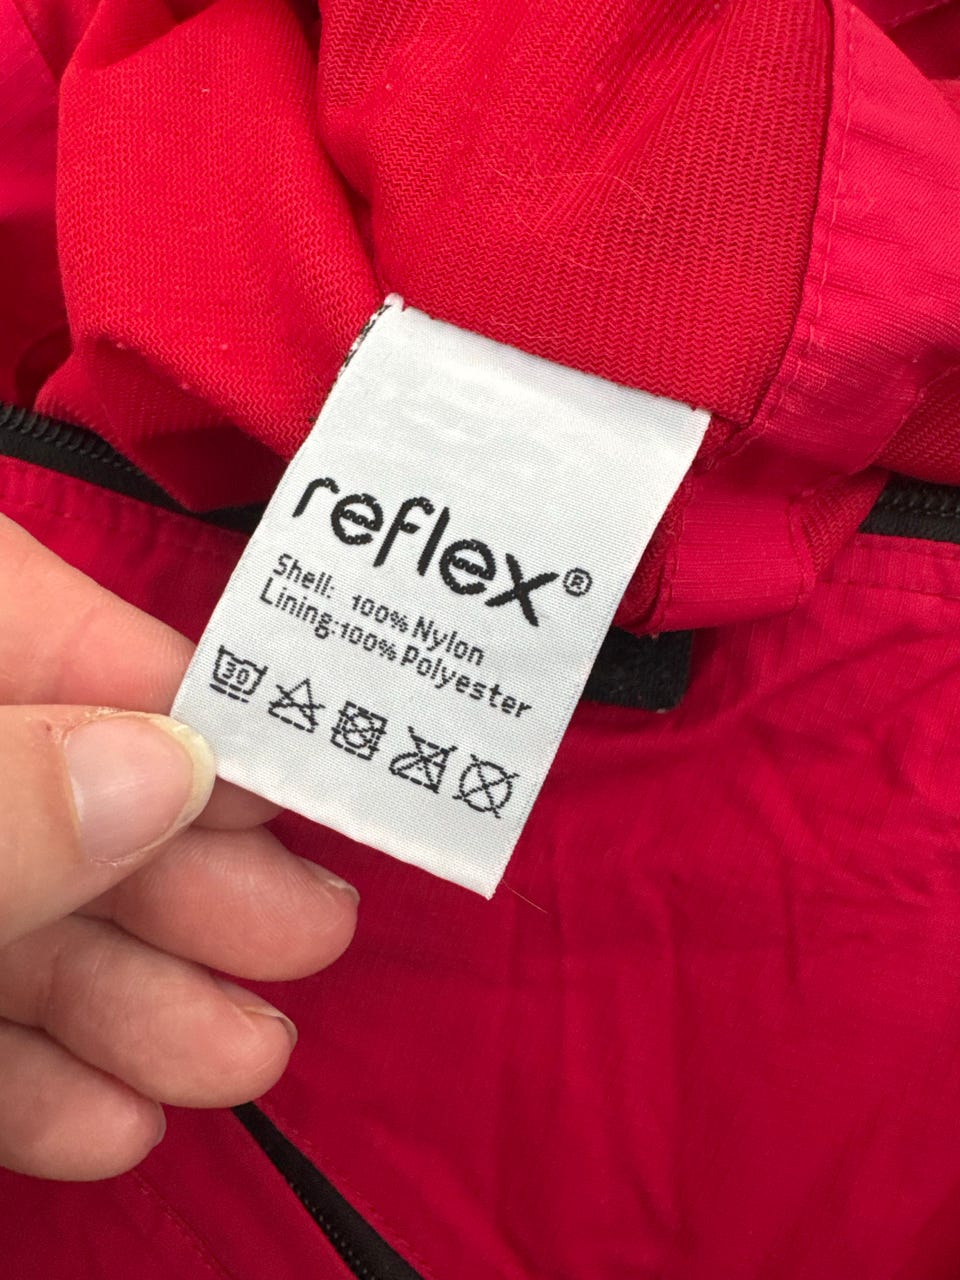 reflex®
Shell: 100% Nylon
Lining:100% Polyester
30